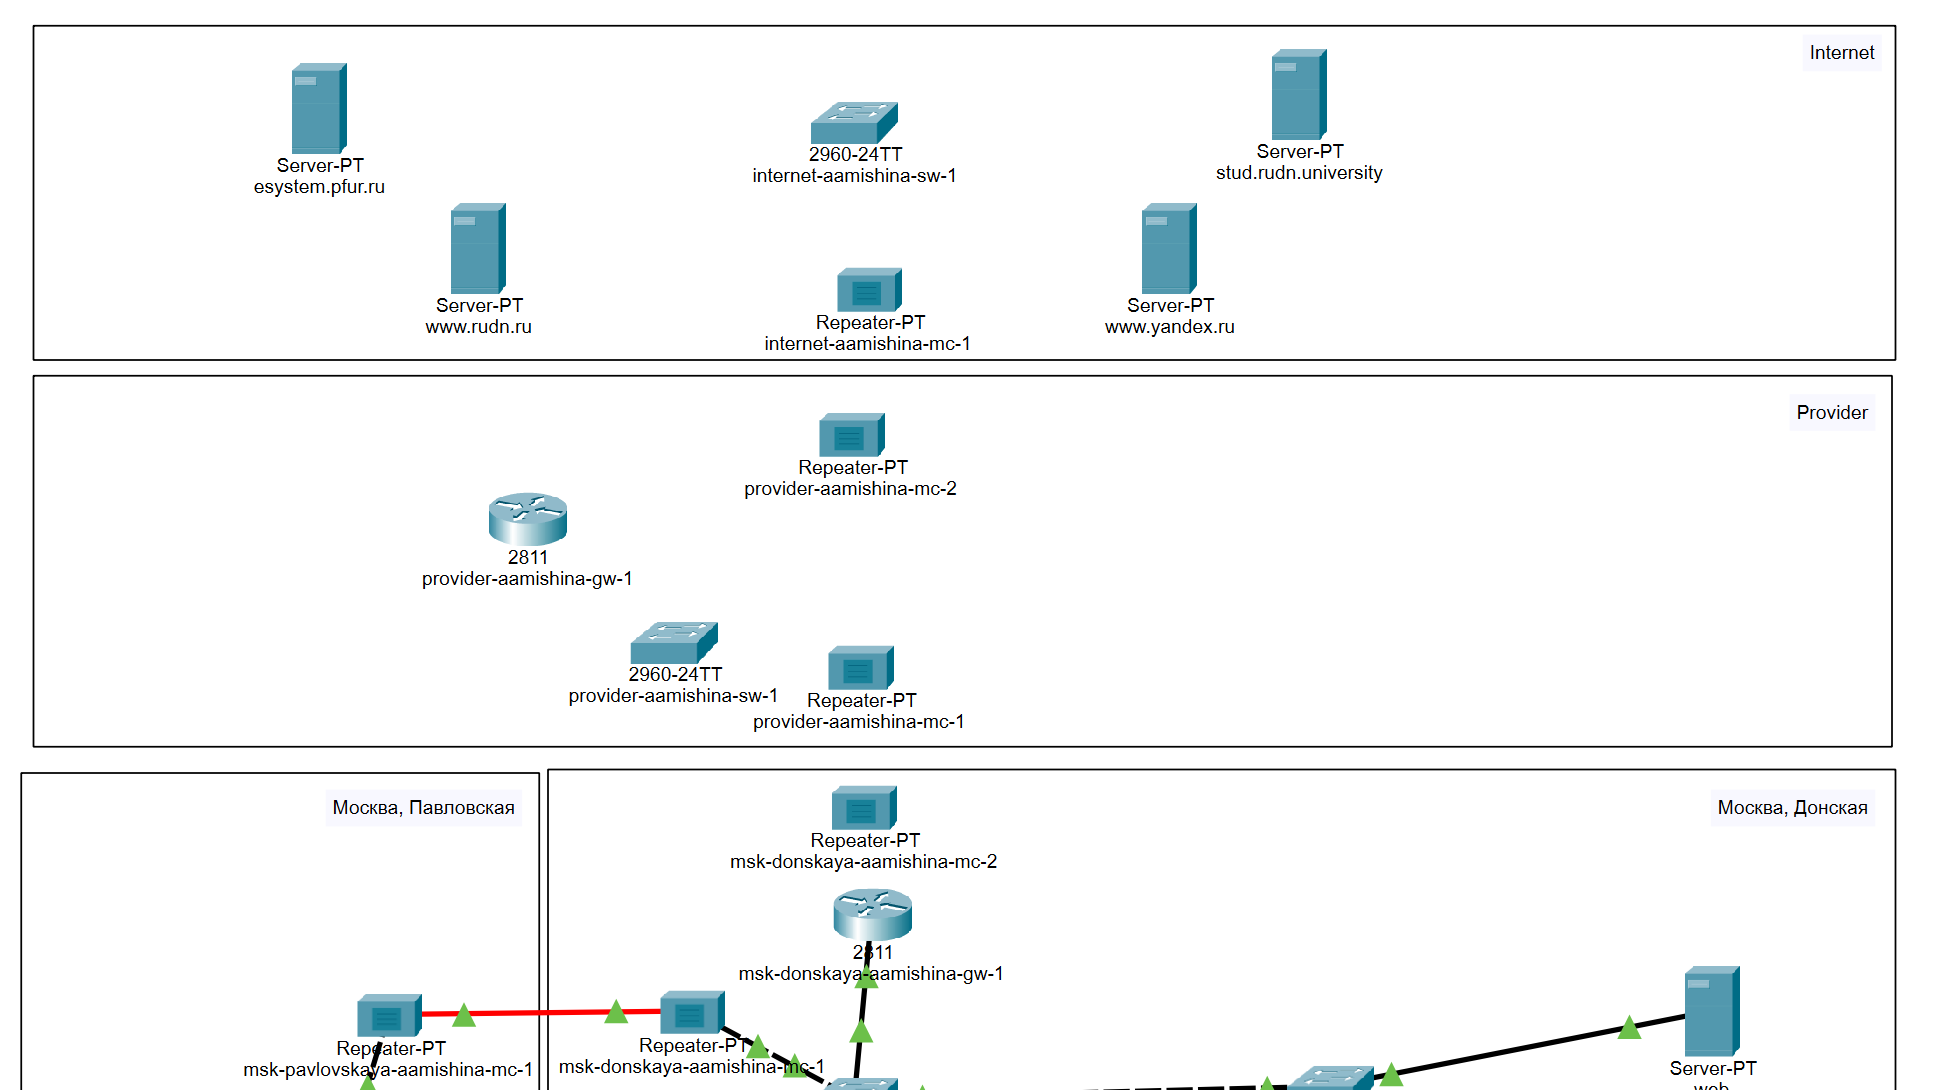 Internet
Server-PT
esystem.pfur.ru
2960-24TT
internet-aamishina-sw-1
Server-PT
stud.rudn.university
Server-PT
www.rudn.ru
Repeater-PT
internet-aamishina-mc-1
Server-PT
www.yandex.ru
Provider
Repeater-PT
provider-aamishina-mc-2
2811
provider-aamishina-gw-1
2960-24TT
provider-aamishina-sw-1
Repeater-PT
provider-aamishina-mc-1
Москва, Павловская
Repeater-PT
msk-pavlovskaya-aamishina-mc-1
Москва, Донская
Repeater-PT
msk-donskaya-aamishina-mc-2
2811
msk-donskaya-aamishina-gw-1
Repeater-PT
msk-donskaya-aamishina-mc-1
Server-PT
web